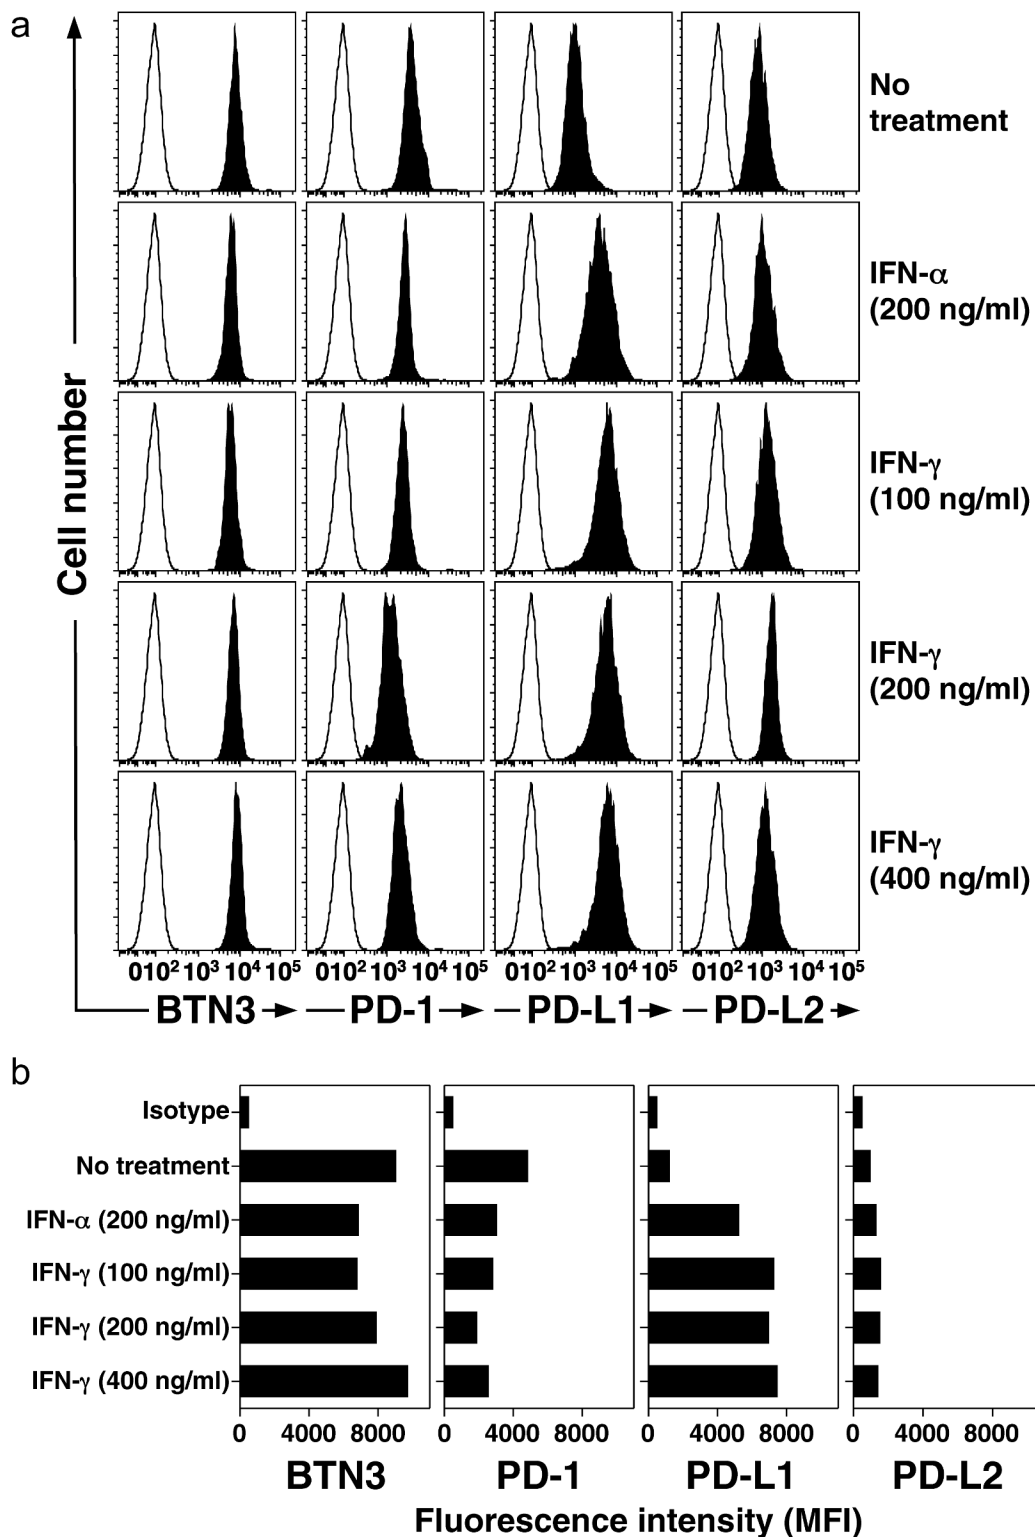 a
No
treatment
IFN-α
(200 ng/ml)
IFN-γ
(100 ng/ml)
IFN-γ
(200 ng/ml)
IFN-γ
(400 ng/ml)
Cell number
0 10² 10³ 10⁴ 10⁵ 0 10² 10³ 10⁴ 10⁵ 0 10² 10³ 10⁴ 10⁵ 0 10² 10³ 10⁴ 10⁵
BTN3 PD-1 PD-L1 PD-L2
b
Isotype
No treatment
IFN-α (200 ng/ml)
IFN-γ (100 ng/ml)
IFN-γ (200 ng/ml)
IFN-γ (400 ng/ml)
0 4000 8000 0 4000 8000 0 4000 8000 0 4000 8000
BTN3 PD-1 PD-L1 PD-L2
Fluorescence intensity (MFI)